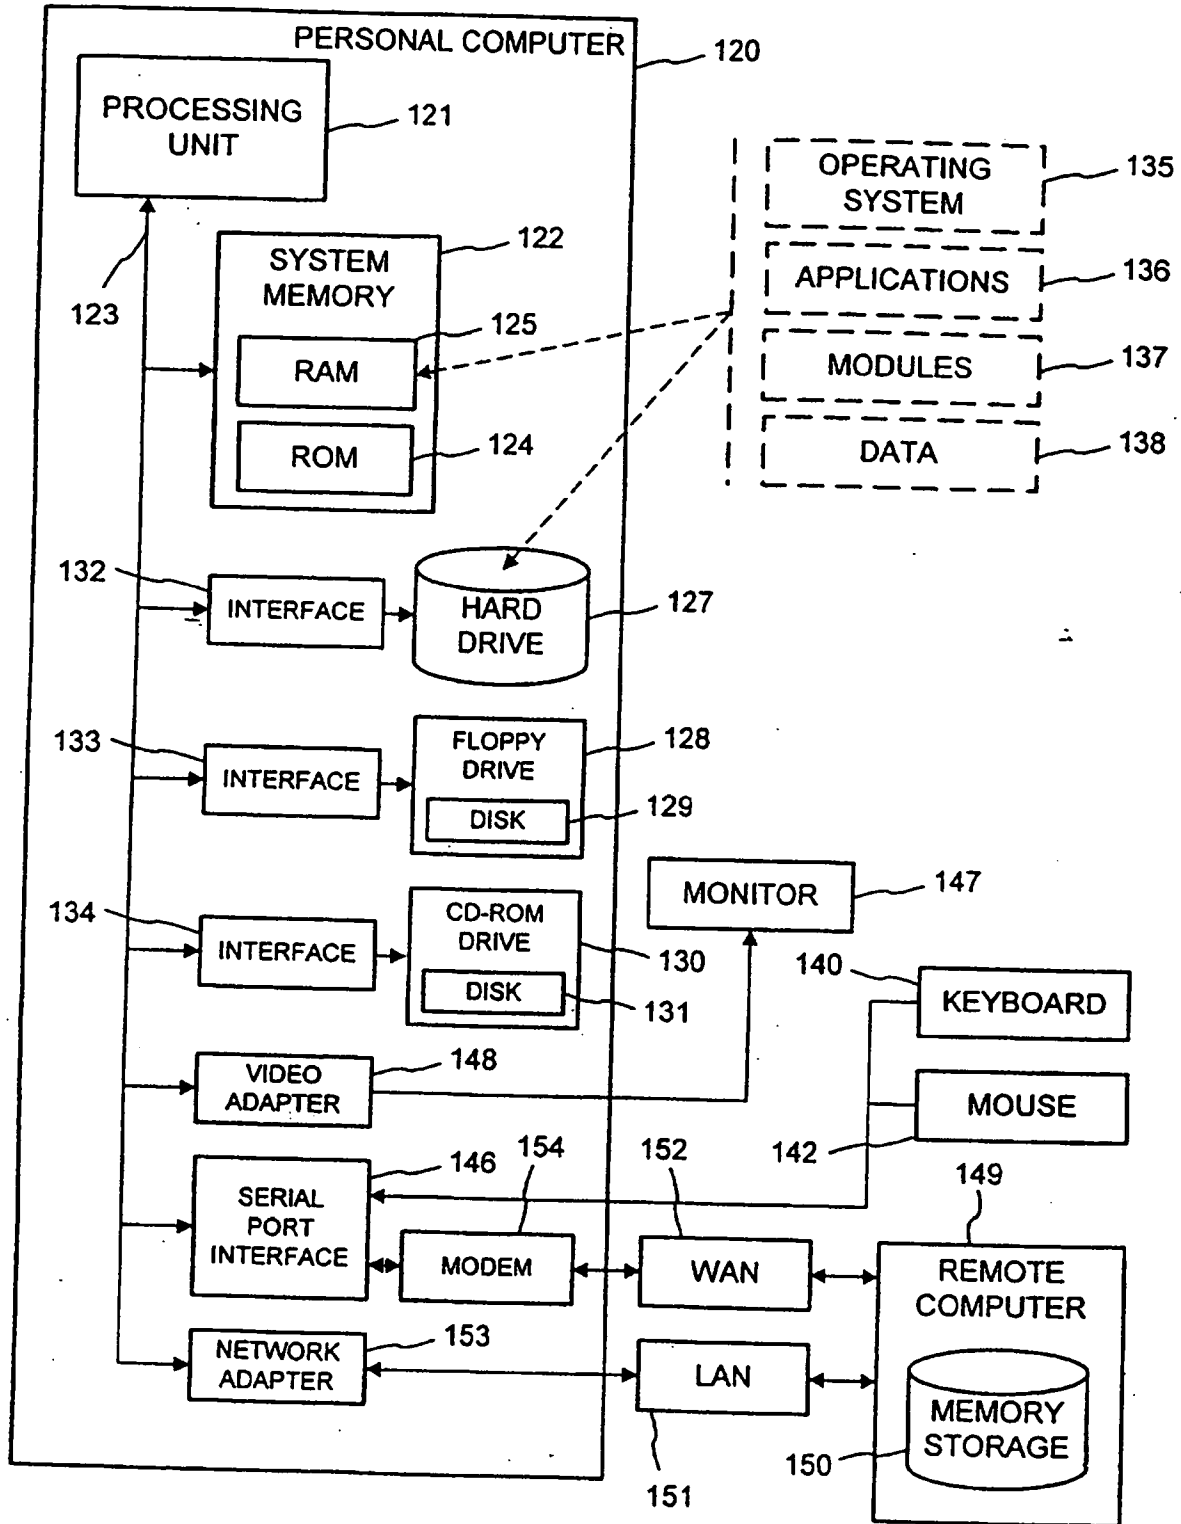 PERSONAL COMPUTER
120
PROCESSING
UNIT
121
123
SYSTEM
MEMORY
122
RAM
125
ROM
124
OPERATING
SYSTEM
135
APPLICATIONS
136
MODULES
137
DATA
138
132
INTERFACE
HARD
DRIVE
127
133
INTERFACE
FLOPPY
DRIVE
128
DISK
129
134
INTERFACE
CD-ROM
DRIVE
130
DISK
131
MONITOR
147
140
KEYBOARD
MOUSE
142
VIDEO
ADAPTER
148
146
SERIAL
PORT
INTERFACE
154
MODEM
152
WAN
149
REMOTE
COMPUTER
NETWORK
ADAPTER
153
LAN
151
MEMORY
STORAGE
150